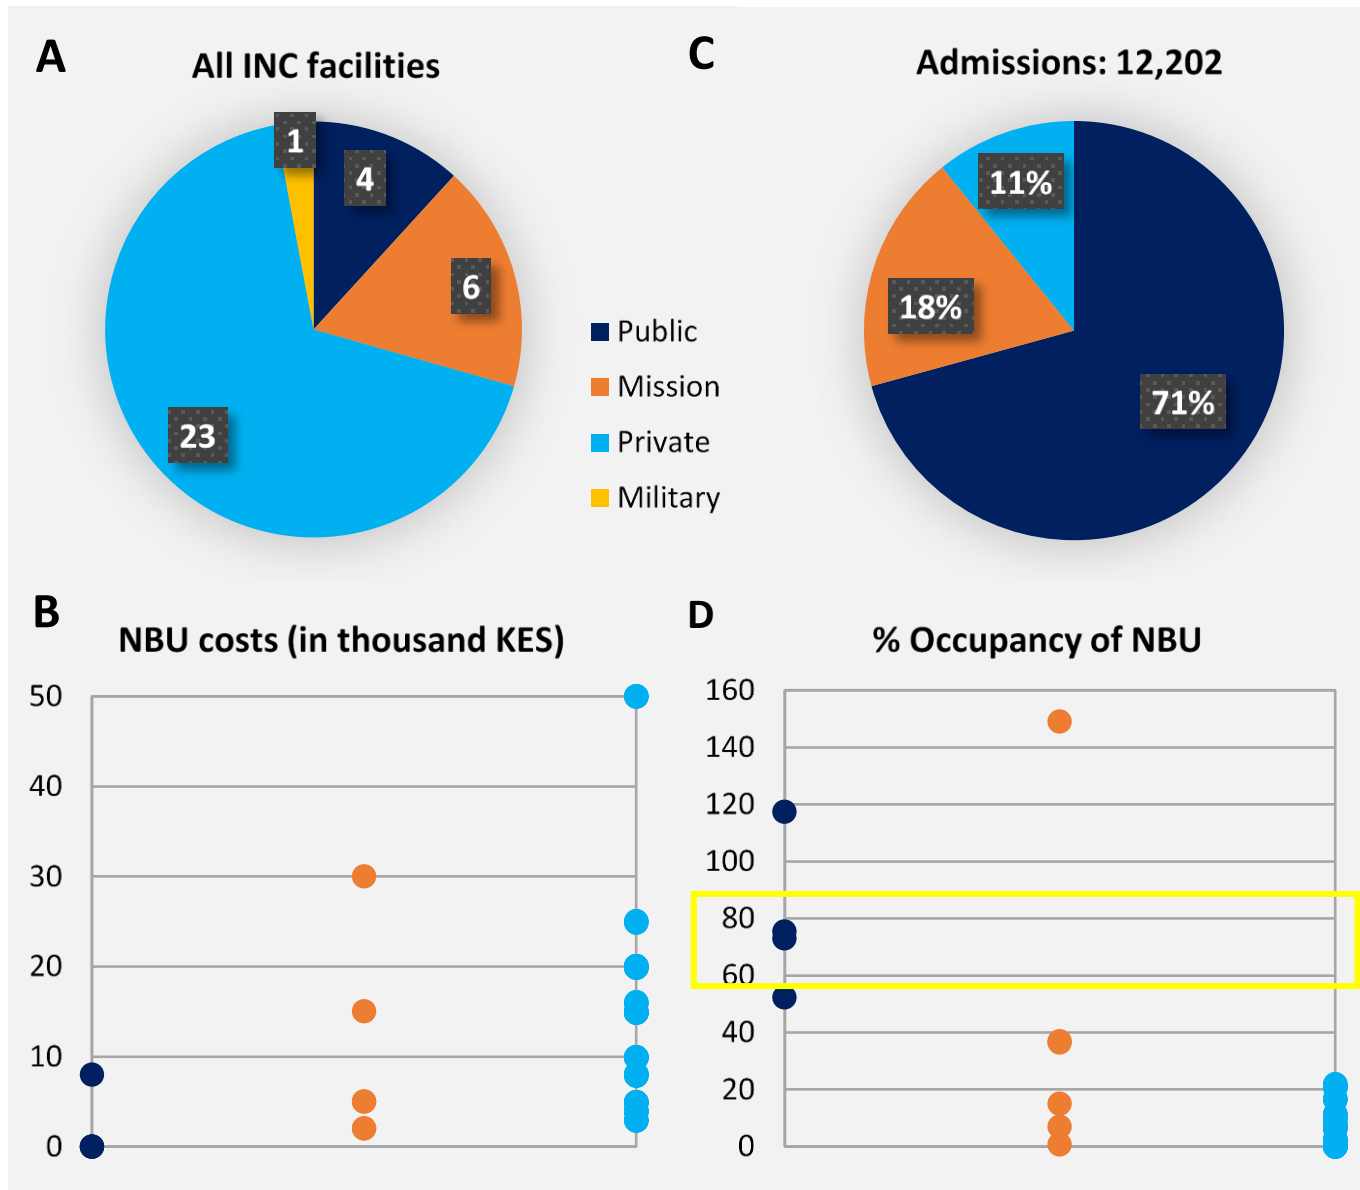 A
All INC facilities
1
4
6
23
Public
Mission
Private
Military
C
Admissions: 12,202
11%
18%
71%
B
NBU costs (in thousand KES)
50
40
30
20
10
0
D
% Occupancy of NBU
160
140
120
100
80
60
40
20
0